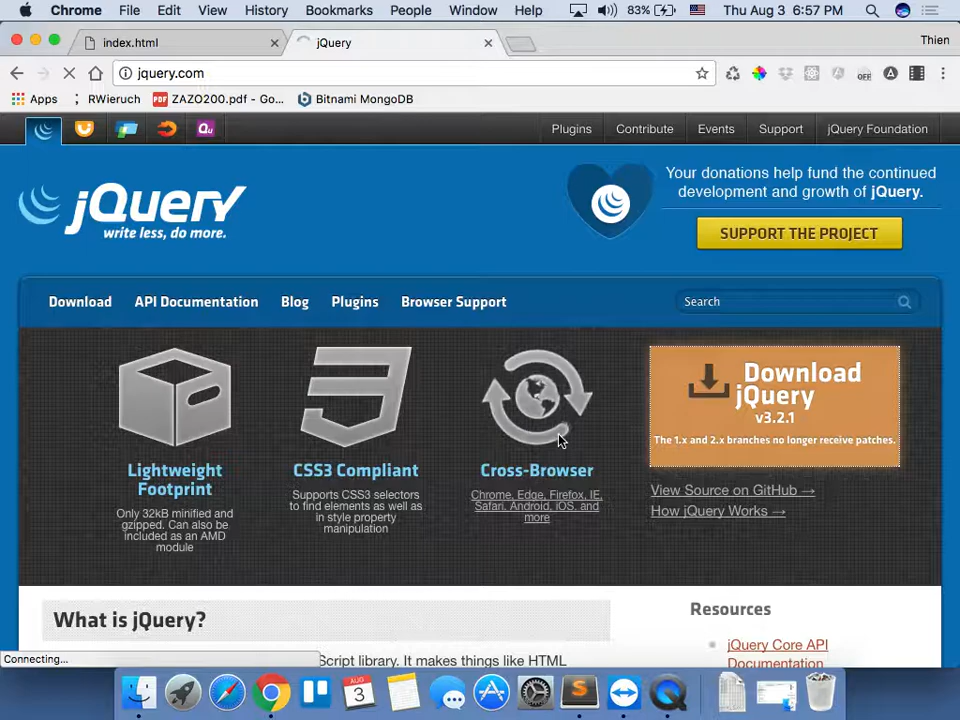 Chrome File Edit View History Bookmarks People Window Help 83% Thu Aug 3 6:57 PM
index.html jQuery Thien
jquery.com OFF
Apps RWieruch PDF ZAZO200.pdf - Go... Bitnami MongoDB
Qu Plugins Contribute Events Support jQuery Foundation
jQuery
write less, do more.
Your donations help fund the continued
development and growth of jQuery.
SUPPORT THE PROJECT
Download API Documentation Blog Plugins Browser Support Search
Lightweight
Footprint
Only 32kB minified and
gzipped. Can also be
included as an AMD
module
CSS3 Compliant
Supports CSS3 selectors
to find elements as well as
in style property
manipulation
Cross-Browser
Chrome, Edge, Firefox, IE,
Safari, Android, iOS, and
more
Download
jQuery
v3.2.1
The 1.x and 2.x branches no longer receive patches.
View Source on GitHub →
How jQuery Works →
What is jQuery?
Script library. It makes things like HTML
Resources
jQuery Core API
Documentation
Connecting...
AUG
3